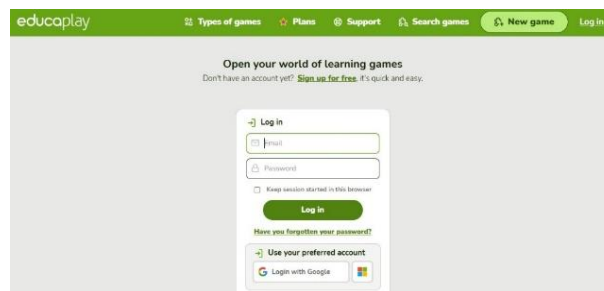 educaplay Types of games Plans Support Search games New game Log in
Open your world of learning games
Don't have an account yet? Sign up for free, it's quick and easy.
Log in
Email
Password
Keep session started in this browser
Log in
Have you forgotten your password?
Use your preferred account
Login with Google